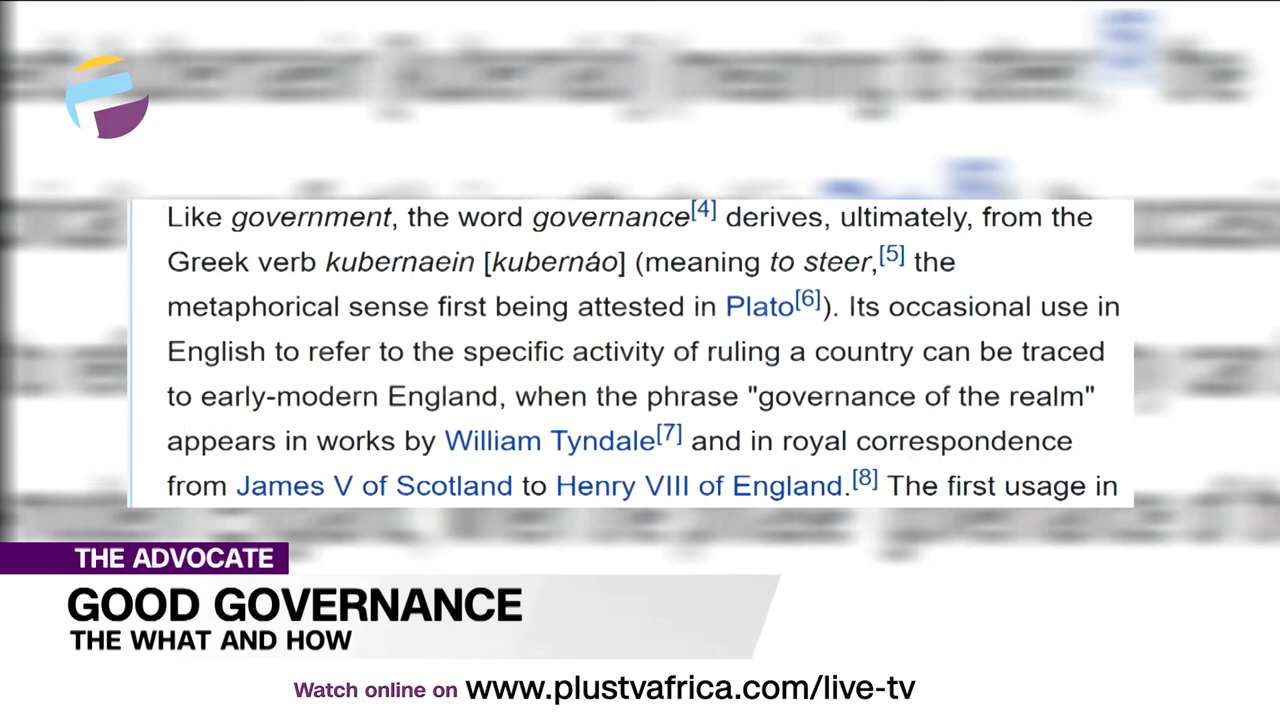 Like government, the word governance[4] derives, ultimately, from the
Greek verb kubernaein [kubernáo] (meaning to steer,[5] the
metaphorical sense first being attested in Plato[6]). Its occasional use in
English to refer to the specific activity of ruling a country can be traced
to early-modern England, when the phrase "governance of the realm"
appears in works by William Tyndale[7] and in royal correspondence
from James V of Scotland to Henry VIII of England.[8] The first usage in
THE ADVOCATE
GOOD GOVERNANCE
THE WHAT AND HOW
Watch online on www.plustvafrica.com/live-tv